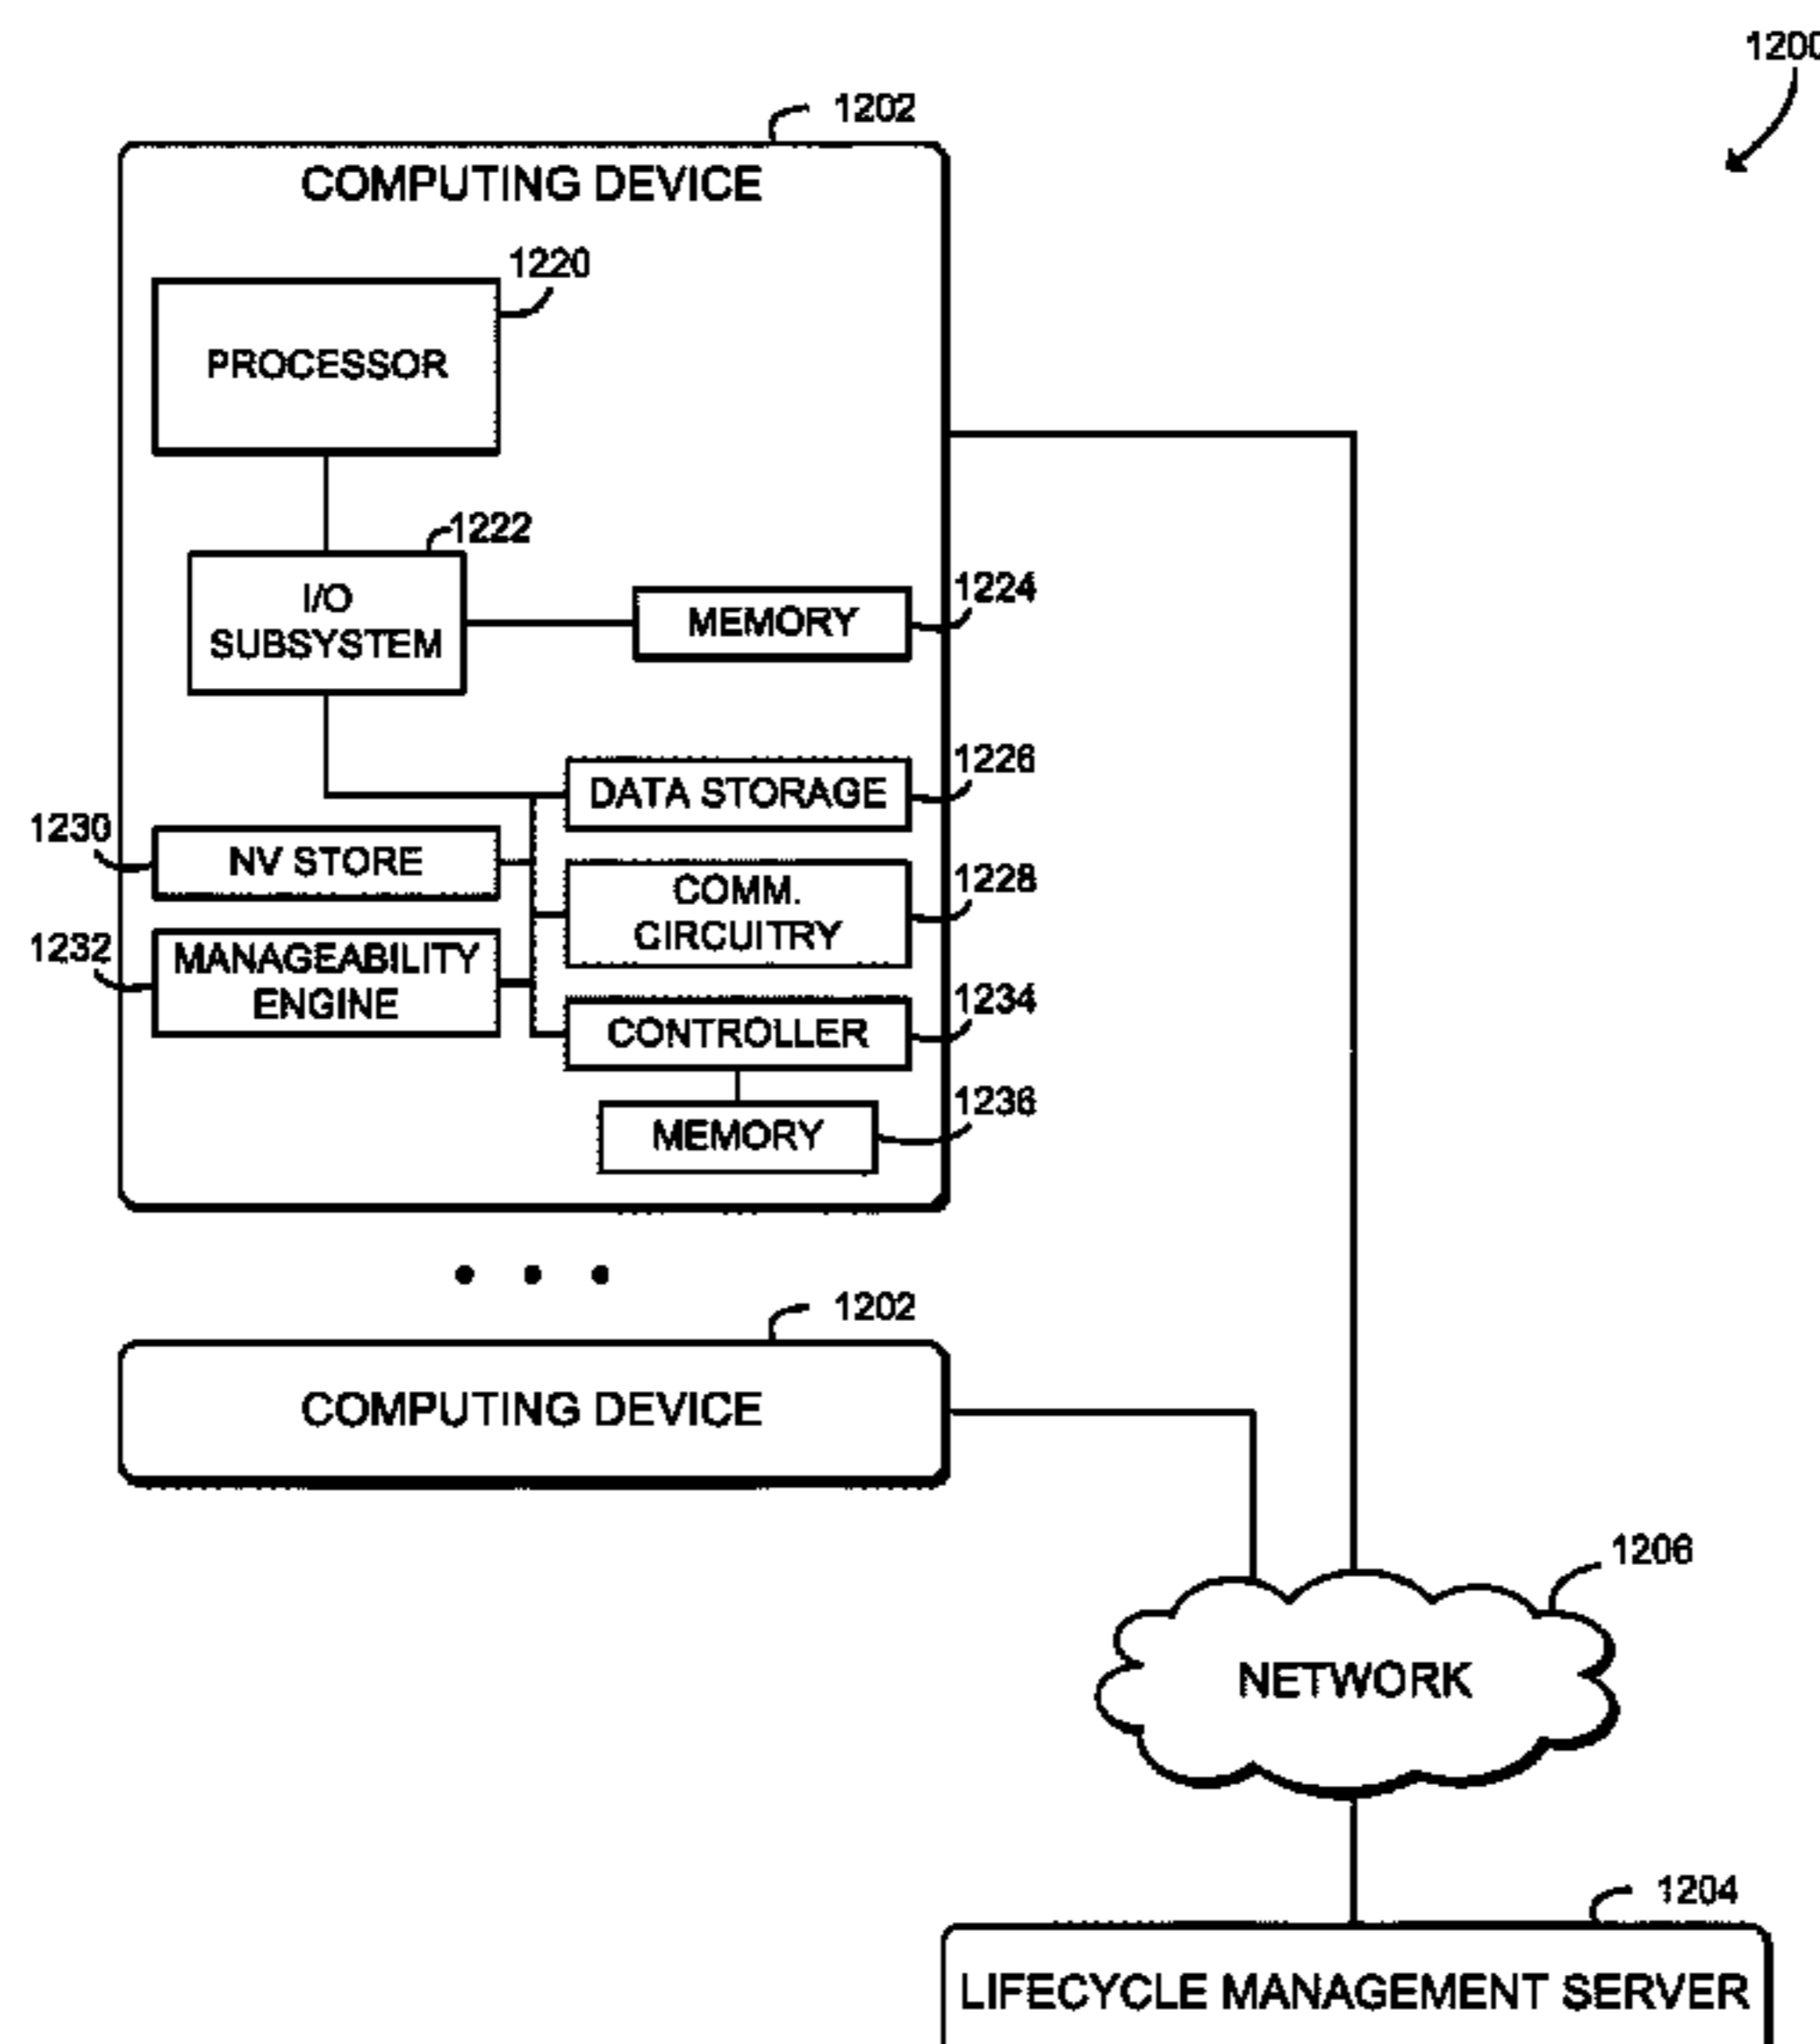 1200
1202
COMPUTING DEVICE
1220
PROCESSOR
1222
I/O
SUBSYSTEM
1224
MEMORY
1226
DATA STORAGE
1230
NV STORE
1228
COMM.
CIRCUITRY
1232
MANAGEABILITY
ENGINE
1234
CONTROLLER
1236
MEMORY
1202
COMPUTING DEVICE
1206
NETWORK
1204
LIFECYCLE MANAGEMENT SERVER